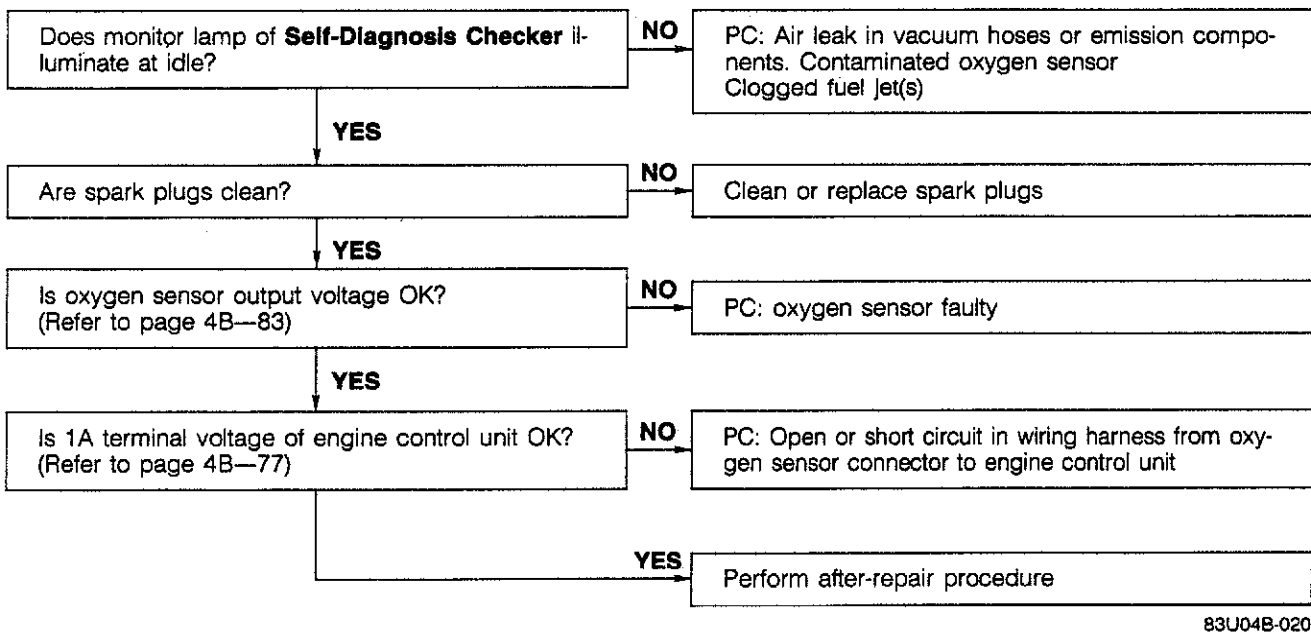 Does monitor lamp of Self-Diagnosis Checker il-
luminate at idle?
NO
PC: Air leak in vacuum hoses or emission compo-
nents. Contaminated oxygen sensor
Clogged fuel jet(s)
YES
Are spark plugs clean?
NO
Clean or replace spark plugs
YES
Is oxygen sensor output voltage OK?
(Refer to page 4B—83)
NO
PC: oxygen sensor faulty
YES
Is 1A terminal voltage of engine control unit OK?
(Refer to page 4B—77)
NO
PC: Open or short circuit in wiring harness from oxy-
gen sensor connector to engine control unit
YES
Perform after-repair procedure
83U04B-020